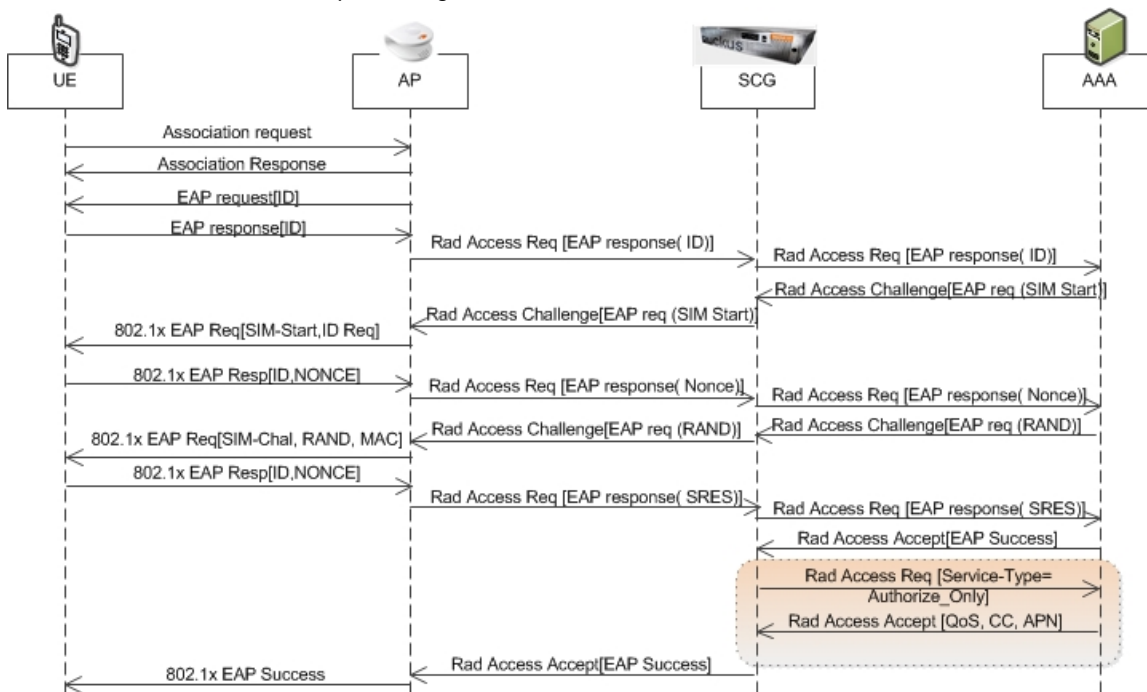 UE
AP
ruckus
SCG
AAA
Association request
Association Response
EAP request[ID]
EAP response[ID]
Rad Access Req [EAP response( ID)]
Rad Access Req [EAP response( ID)]
Rad Access Challenge[EAP req (SIM Start)]
Rad Access Challenge[EAP req (SIM Start)]
802.1x EAP Req[SIM-Start,ID Req]
802.1x EAP Resp[ID,NONCE]
Rad Access Req [EAP response( Nonce)]
Rad Access Req [EAP response( Nonce)]
Rad Access Challenge[EAP req (RAND)]
Rad Access Challenge[EAP req (RAND)]
802.1x EAP Req[SIM-Chal, RAND, MAC]
802.1x EAP Resp[ID,NONCE]
Rad Access Req [EAP response( SRES)]
Rad Access Req [EAP response( SRES)]
Rad Access Accept[EAP Success]
Rad Access Req [Service-Type=
Authorize_Only]
Rad Access Accept [QoS, CC, APN]
Rad Access Accept[EAP Success]
802.1x EAP Success